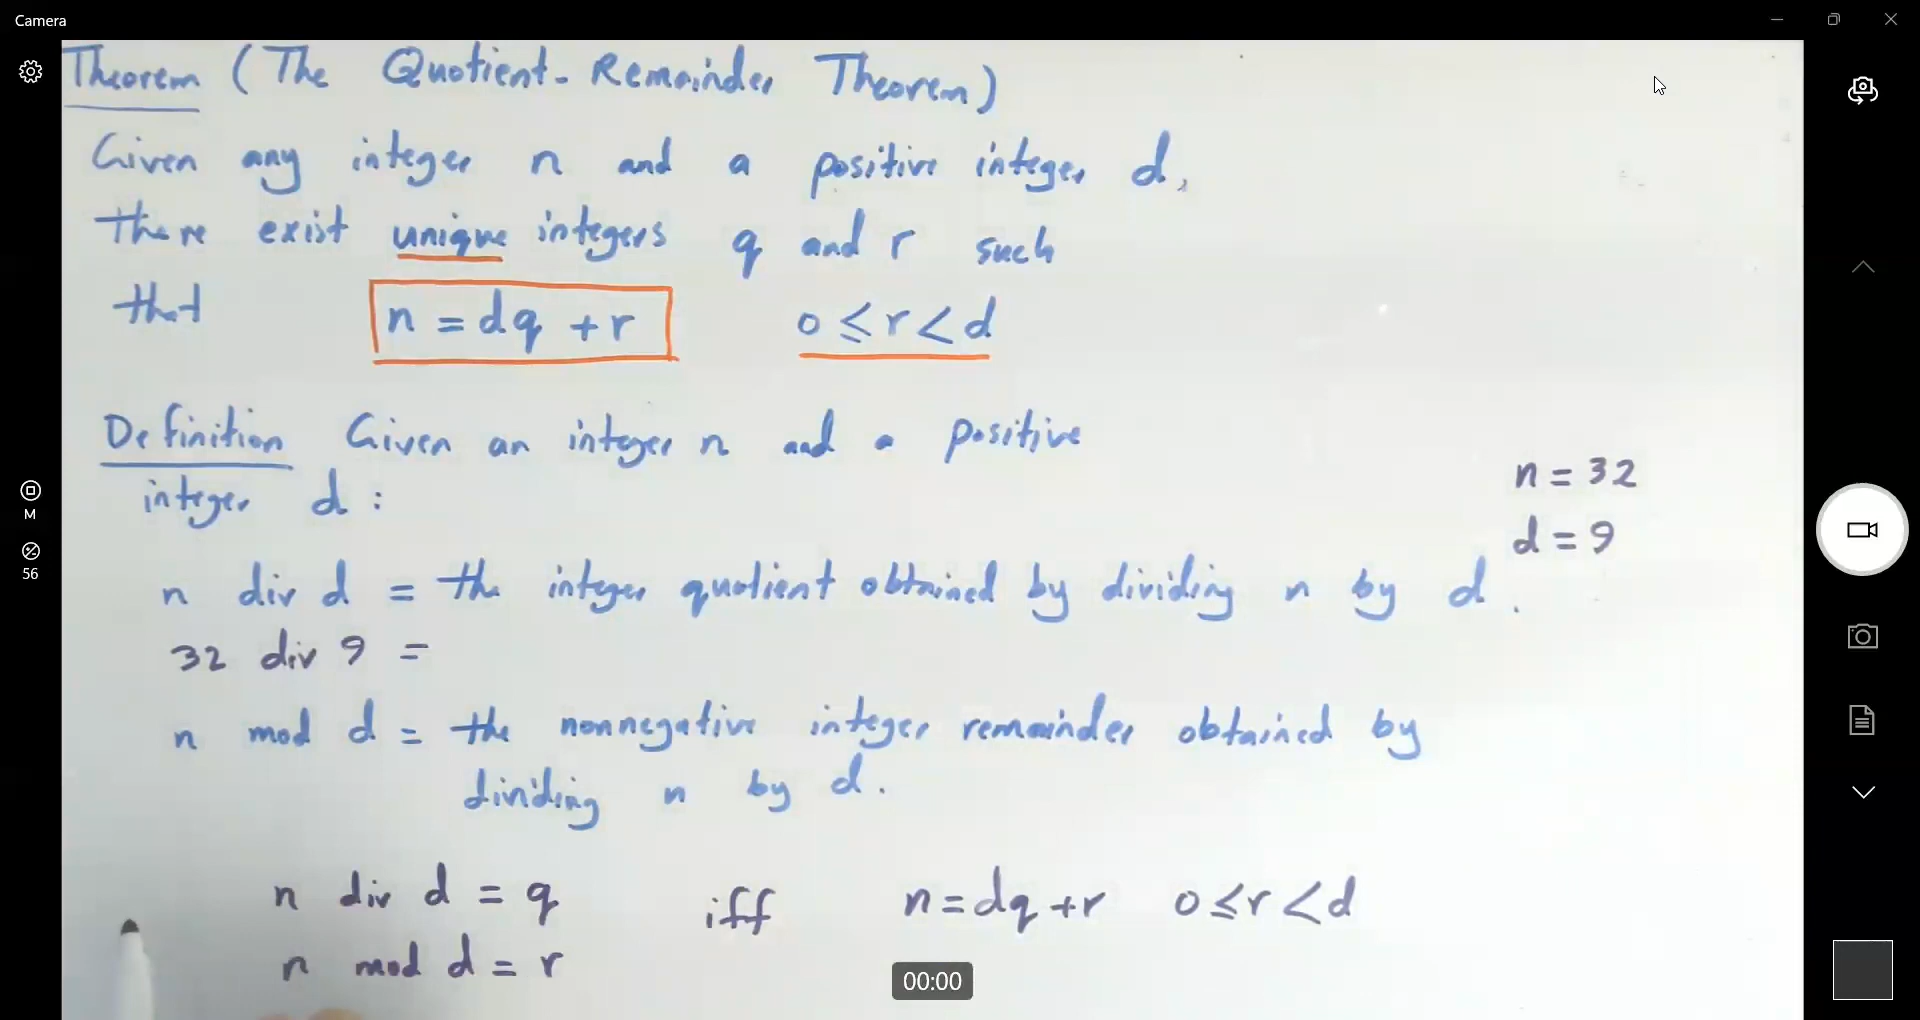 Camera
Theorem (The Quotient-Remainder Theorem)
Given any integer n and a positive integer d,
there exist unique integers q and r such
that n = dq + r 0 ≤ r < d
Definition Given an integer n and a positive
integer d :
n = 32
d = 9
n div d = the integer quotient obtained by dividing n by d.
32 div 9 =
n mod d = the nonnegative integer remainder obtained by
dividing n by d.
n div d = q iff n = dq + r 0 ≤ r < d
n mod d = r
M
56
00:00